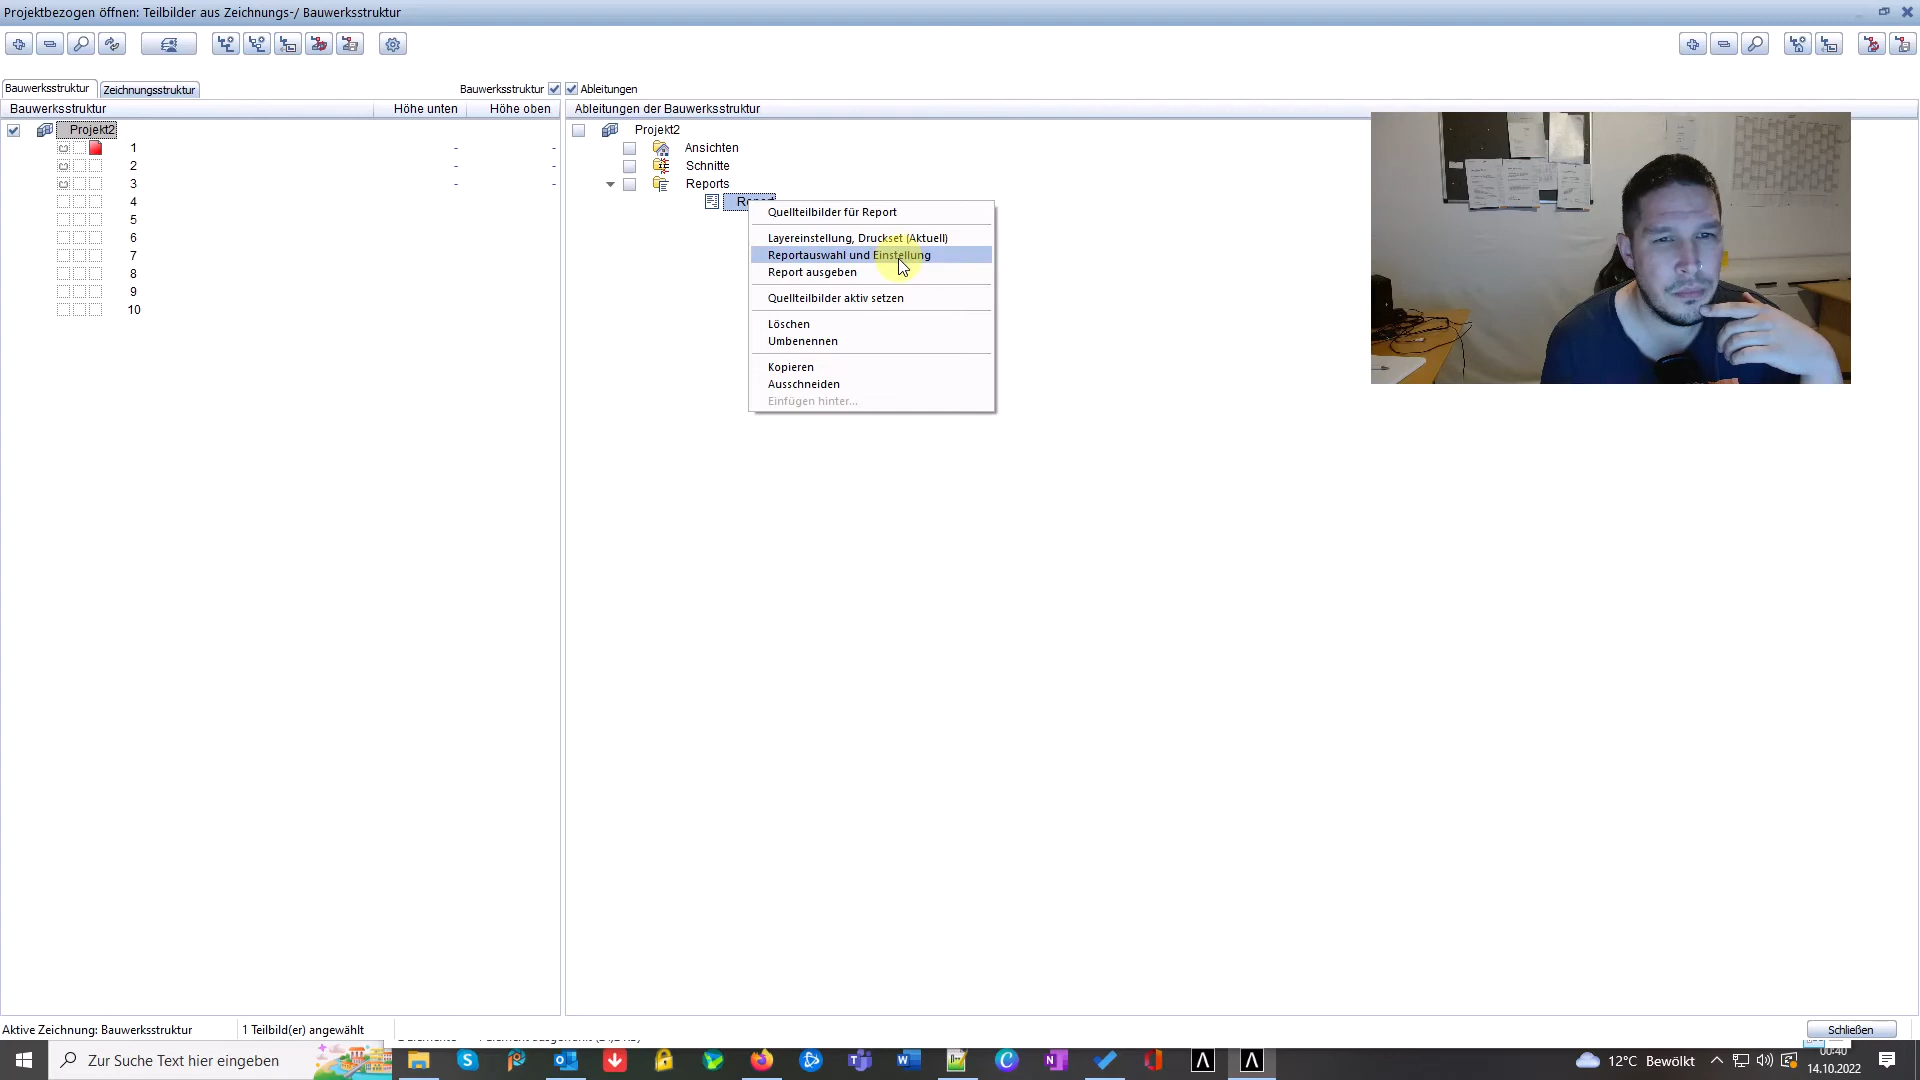 Projektbezogen öffnen: Teilbilder aus Zeichnungs-/ Bauwerksstruktur
Bauwerksstruktur
Zeichnungsstruktur
Bauwerksstruktur
Ableitungen
Bauwerksstruktur
Höhe unten
Höhe oben
Ableitungen der Bauwerksstruktur
Projekt2
1
-
-
2
-
-
3
-
-
4
5
6
7
8
9
10
Projekt2
Ansichten
Schnitte
Reports
Quellteilbilder für Report
Layereinstellung, Druckset (Aktuell)
Reportauswahl und Einstellung
Report ausgeben
Quellteilbilder aktiv setzen
Löschen
Umbenennen
Kopieren
Ausschneiden
Einfügen hinter...
Aktive Zeichnung: Bauwerksstruktur
1 Teilbild(er) angewählt
Schließen
Zur Suche Text hier eingeben
12°C Bewölkt
00:40
14.10.2022